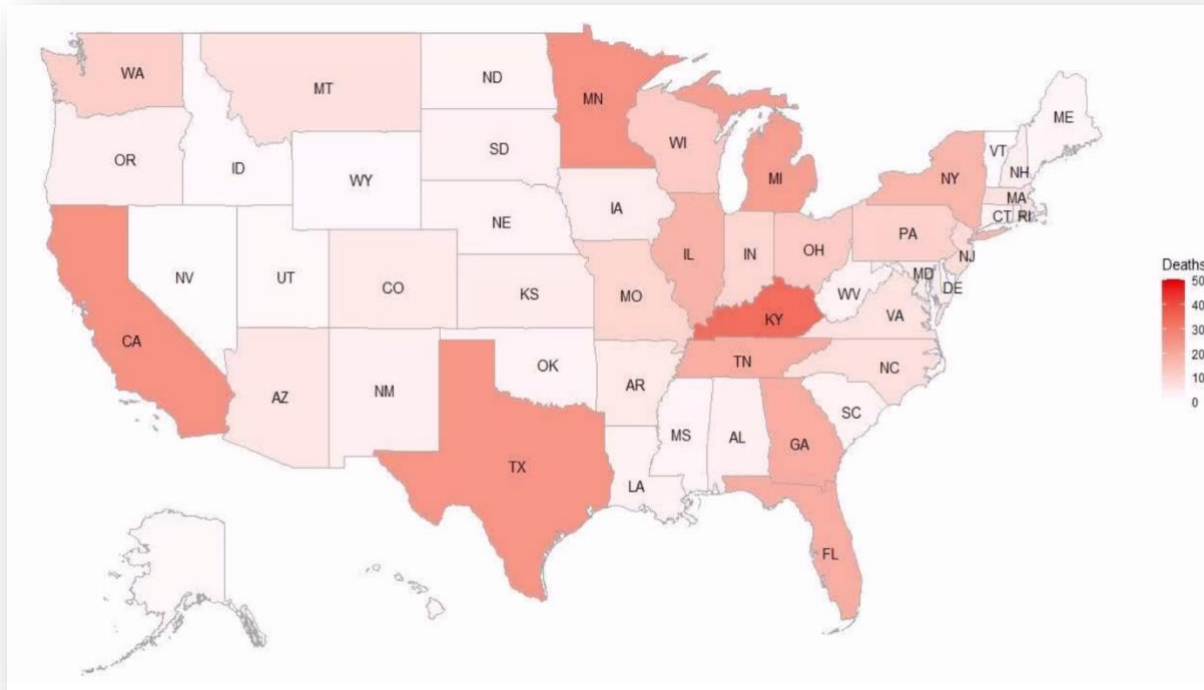 WA
MT
ND
MN
ME
OR
ID
SD
WI
VT
NH
WY
MI
NY
MA
IA
CT RI
NE
PA
NV
UT
CO
IL
IN
OH
NJ
MD
DE
KS
MO
WV
CA
KY
VA
OK
TN
NC
AZ
NM
AR
SC
MS
AL
GA
TX
LA
FL
Deaths
50
40
30
20
10
0